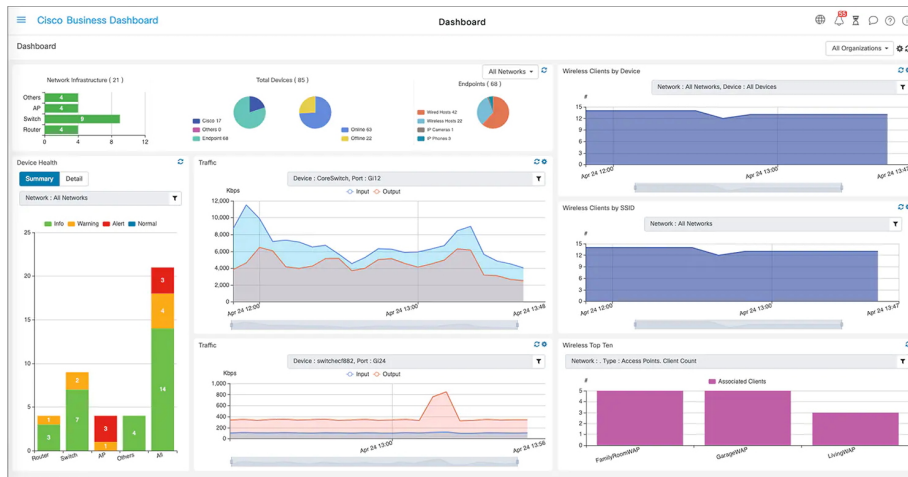 Cisco Business Dashboard
Dashboard
55
Dashboard
All Organizations
Network Infrastructure ( 21 )
Others 4
AP 4
Switch 9
Router 4
0 4 8 12
Total Devices ( 85 )
Cisco 17
Others 0
Endpoint 68
Online 63
Offline 22
All Networks
Endpoints ( 68 )
Wired Hosts 42
Wireless Hosts 22
IP Cameras 1
IP Phones 3
Wireless Clients by Device
Network : All Networks, Device : All Devices
#
15
12
9
6
3
0
Apr 24 12:00 Apr 24 13:00 Apr 24 13:47
Device Health
Summary Detail
Network : All Networks
Info Warning Alert Normal
25
20
15
10
5
0
3 1
7 2
1 3
4
14 4 3
Router Switch AP Others All
Traffic
Device : CoreSwitch, Port : Gi12
Input Output
Kbps
12,000
10,000
8,000
6,000
4,000
2,000
0
Apr 24 12:00 Apr 24 13:00 Apr 24 13:48
Wireless Clients by SSID
Network : All Networks
#
15
12
9
6
3
0
Apr 24 12:00 Apr 24 13:00 Apr 24 13:47
Traffic
Device : switchecf882, Port : Gi24
Input Output
Kbps
1,000
800
600
400
200
0
Apr 24 13:00 Apr 24 13:56
Wireless Top Ten
Network : . Type : Access Points. Client Count
Associated Clients
#
5
4
3
2
1
0
FamilyRoomWAP GarageWAP LivingWAP